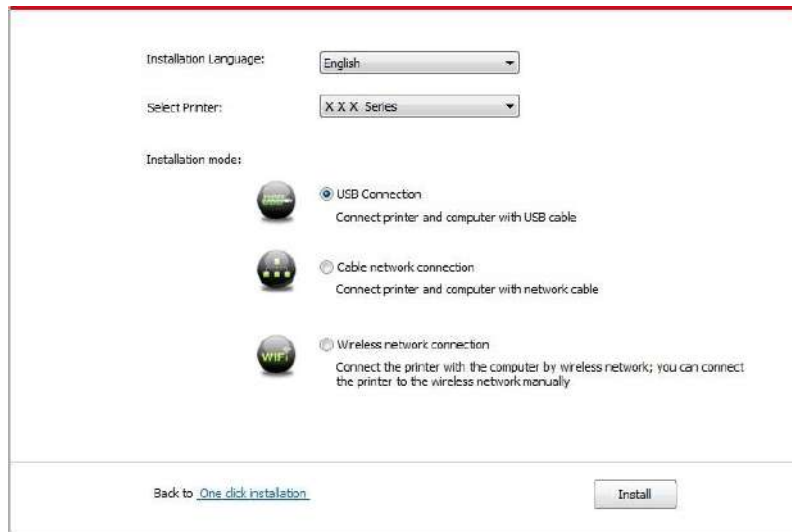 Installation Language:
English
Select Printer:
X X X Series
Installation mode:
USB Connection
Connect printer and computer with USB cable
Cable network connection
Connect printer and computer with network cable
WiFi
Wireless network connection
Connect the printer with the computer by wireless network; you can connect
the printer to the wireless network manually
Back to One click installation
Install